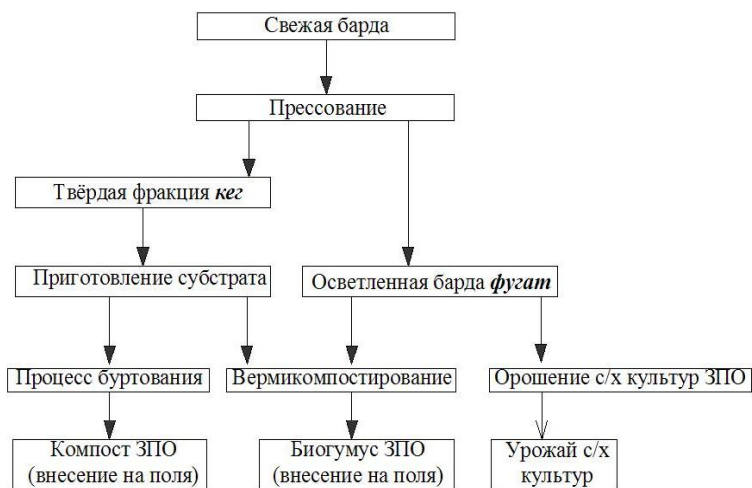 Свежая барда
Прессование
Твёрдая фракция кег
Приготовление субстрата
Осветленная барда фугат
Процесс буртования
Вермикомпостирование
Орошение с/х культур ЗПО
Компост ЗПО
(внесение на поля)
Биогумус ЗПО
(внесение на поля)
Урожай с/х
культур